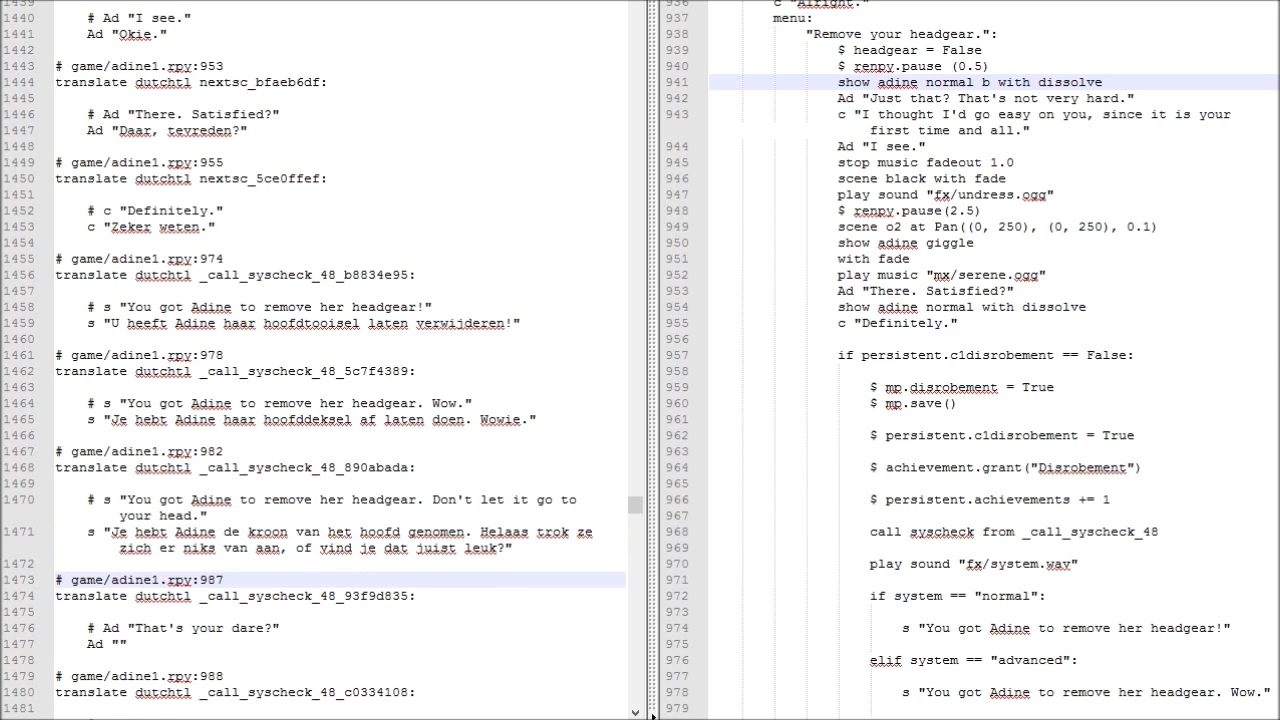 1439
1440 # Ad "I see."
1441 Ad "Okie."
1442
1443 # game/adine1.rpy:953
1444 translate dutchtl nextsc_bfaeb6df:
1445
1446 # Ad "There. Satisfied?"
1447 Ad "Daar, tevreden?"
1448
1449 # game/adine1.rpy:955
1450 translate dutchtl nextsc_5ce0ffef:
1451
1452 # c "Definitely."
1453 c "Zeker weten."
1454
1455 # game/adine1.rpy:974
1456 translate dutchtl _call_syscheck_48_b8834e95:
1457
1458 # s "You got Adine to remove her headgear!"
1459 s "U heeft Adine haar hoofdtooisel laten verwijderen!"
1460
1461 # game/adine1.rpy:978
1462 translate dutchtl _call_syscheck_48_5c7f4389:
1463
1464 # s "You got Adine to remove her headgear. Wow."
1465 s "Je hebt Adine haar hoofddeksel af laten doen. Wowie."
1466
1467 # game/adine1.rpy:982
1468 translate dutchtl _call_syscheck_48_890abada:
1469
1470 # s "You got Adine to remove her headgear. Don't let it go to
your head."
1471 s "Je hebt Adine de kroon van het hoofd genomen. Helaas trok ze
zich er niks van aan, of vind je dat juist leuk?"
1472
1473 # game/adine1.rpy:987
1474 translate dutchtl _call_syscheck_48_93f9d835:
1475
1476 # Ad "That's your dare?"
1477 Ad ""
1478
1479 # game/adine1.rpy:988
1480 translate dutchtl _call_syscheck_48_c0334108:
1481
936 c "Alright."
937 menu:
938 "Remove your headgear.":
939 $ headgear = False
940 $ renpy.pause (0.5)
941 show adine normal b with dissolve
942 Ad "Just that? That's not very hard."
943 c "I thought I'd go easy on you, since it is your
first time and all."
944 Ad "I see."
945 stop music fadeout 1.0
946 scene black with fade
947 play sound "fx/undress.ogg"
948 $ renpy.pause(2.5)
949 scene o2 at Pan((0, 250), (0, 250), 0.1)
950 show adine giggle
951 with fade
952 play music "mx/serene.ogg"
953 Ad "There. Satisfied?"
954 show adine normal with dissolve
955 c "Definitely."
956
957 if persistent.c1disrobement == False:
958
959 $ mp.disrobement = True
960 $ mp.save()
961
962 $ persistent.c1disrobement = True
963
964 $ achievement.grant("Disrobement")
965
966 $ persistent.achievements += 1
967
968 call syscheck from _call_syscheck_48
969
970 play sound "fx/system.wav"
971
972 if system == "normal":
973
974 s "You got Adine to remove her headgear!"
975
976 elif system == "advanced":
977
978 s "You got Adine to remove her headgear. Wow."
979